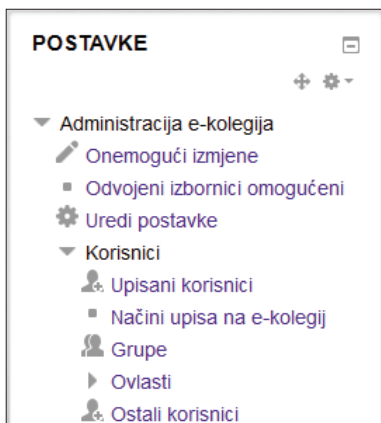 POSTAVKE
Administracija e-kolegija
Onemogući izmjene
Odvojeni izbornici omogućeni
Uredi postavke
Korisnici
Upisani korisnici
Načini upisa na e-kolegij
Grupe
Ovlasti
Ostali korisnici